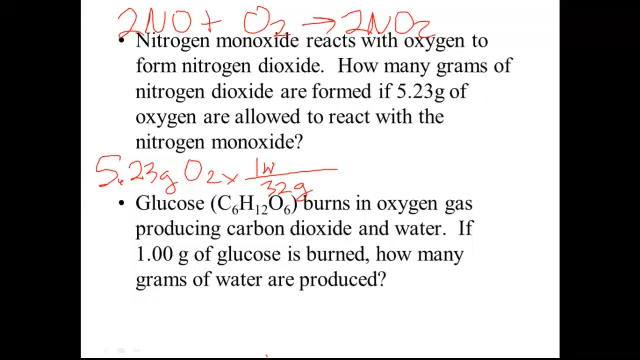 2NO + O₂ → 2NO₂
• Nitrogen monoxide reacts with oxygen to
form nitrogen dioxide. How many grams of
nitrogen dioxide are formed if 5.23g of
oxygen are allowed to react with the
nitrogen monoxide?
5.23g O₂ x 1
32g
• Glucose (C₆H₁₂O₆) burns in oxygen gas
producing carbon dioxide and water. If
1.00 g of glucose is burned, how many
grams of water are produced?